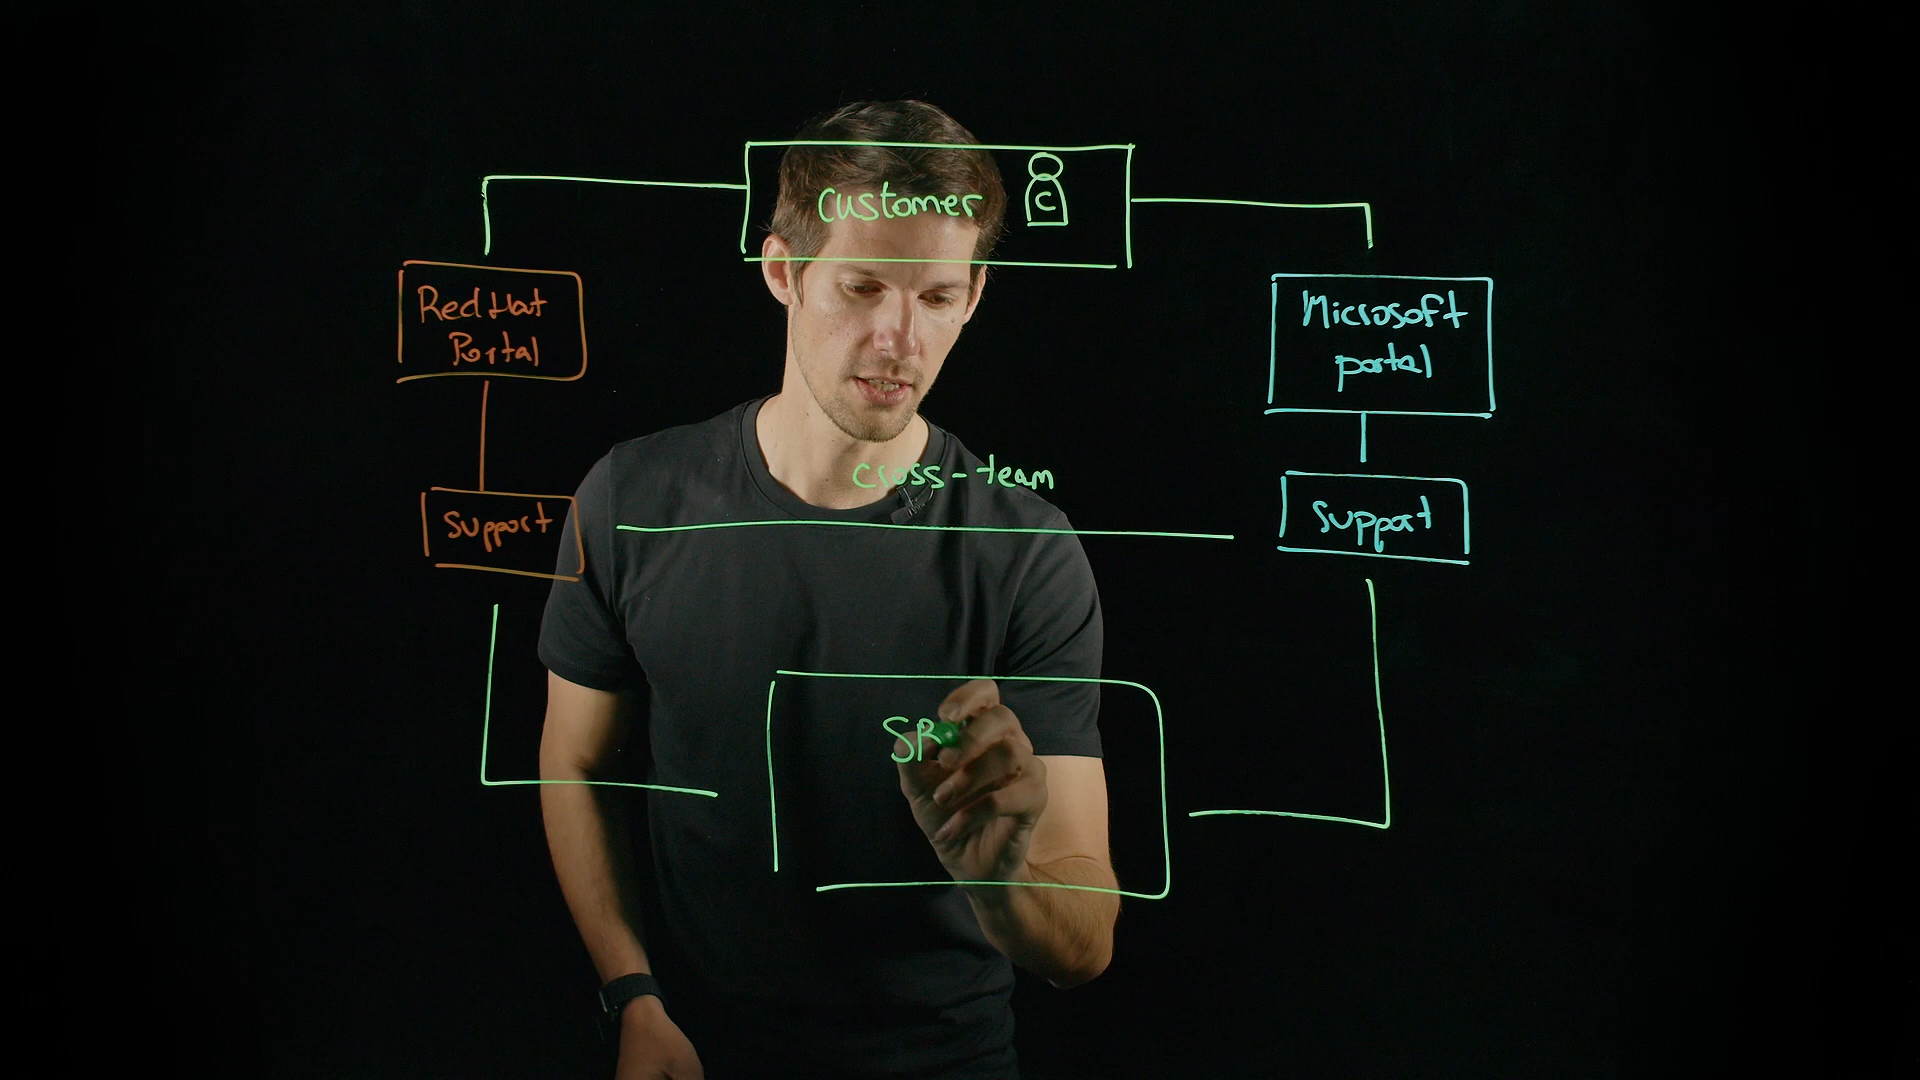 Customer
C
Red Hat
Portal
Microsoft
portal
cross-team
Support
Support
SR